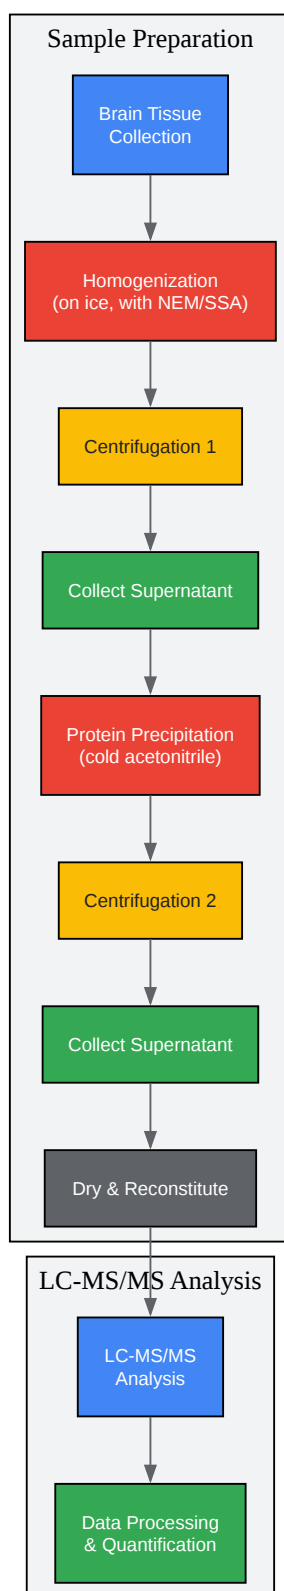 Sample Preparation
Brain Tissue
Collection
Homogenization
(on ice, with NEM/SSA)
Centrifugation 1
Collect Supernatant
Protein Precipitation
(cold acetonitrile)
Centrifugation 2
Collect Supernatant
Dry & Reconstitute
LC-MS/MS Analysis
LC-MS/MS
Analysis
Data Processing
& Quantification